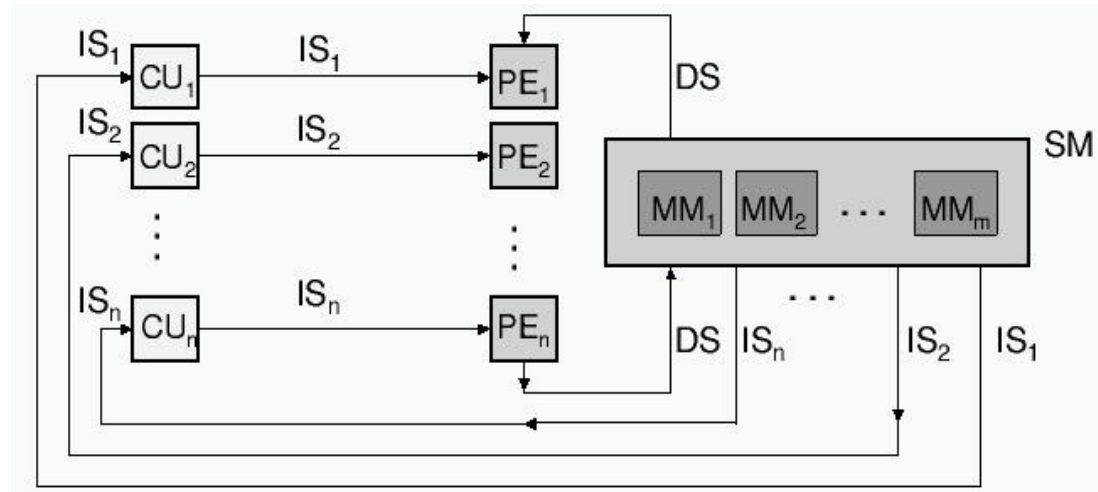 IS1 IS1
CU1 PE1 DS
IS2 IS2
CU2 PE2 SM
MM1 MM2 ... MMm
ISn ISn
CUn PEn DS ISn IS2 IS1